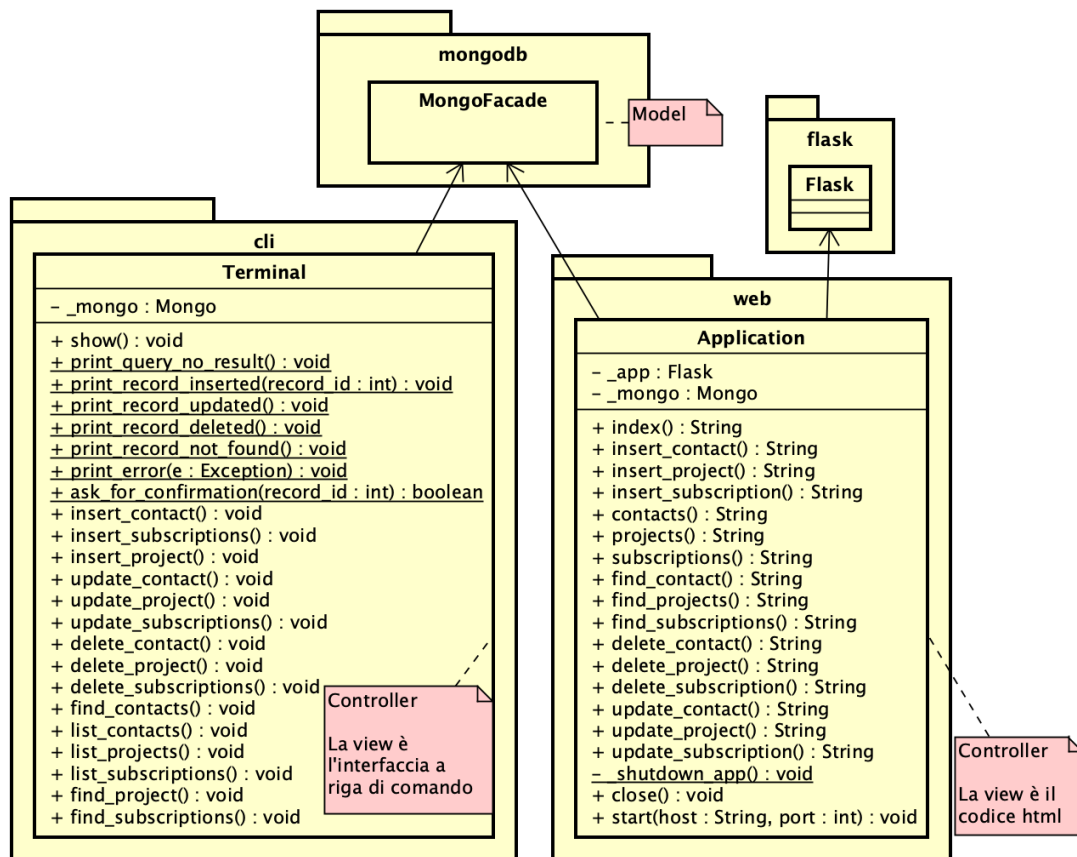 mongodb
MongoFacade
Model
flask
Flask
cli
Terminal
- _mongo : Mongo
+ show() : void
+ print_query_no_result() : void
+ print_record_inserted(record_id : int) : void
+ print_record_updated() : void
+ print_record_deleted() : void
+ print_record_not_found() : void
+ print_error(e : Exception) : void
+ ask_for_confirmation(record_id : int) : boolean
+ insert_contact() : void
+ insert_subscriptions() : void
+ insert_project() : void
+ update_contact() : void
+ update_project() : void
+ update_subscriptions() : void
+ delete_contact() : void
+ delete_project() : void
+ delete_subscriptions() : void
+ find_contacts() : void
+ list_contacts() : void
+ list_projects() : void
+ list_subscriptions() : void
+ find_project() : void
+ find_subscriptions() : void
Controller
La view è
l'interfaccia a
riga di comando
web
Application
- _app : Flask
- _mongo : Mongo
+ index() : String
+ insert_contact() : String
+ insert_project() : String
+ insert_subscription() : String
+ contacts() : String
+ projects() : String
+ subscriptions() : String
+ find_contact() : String
+ find_projects() : String
+ find_subscriptions() : String
+ delete_contact() : String
+ delete_project() : String
+ delete_subscription() : String
+ update_contact() : String
+ update_project() : String
+ update_subscription() : String
- _shutdown_app() : void
+ close() : void
+ start(host : String, port : int) : void
Controller
La view è il
codice html